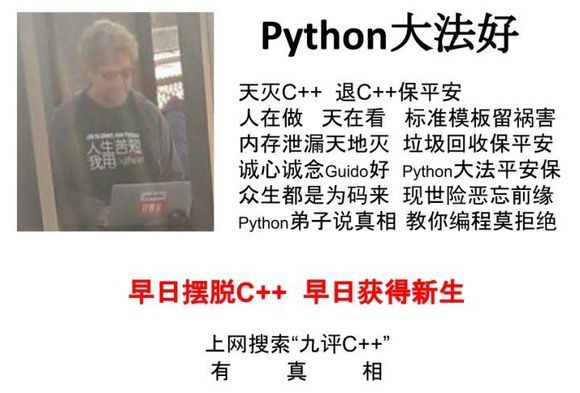 Python大法好
天灭C++ 退C++保平安
人在做 天在看 标准模板留祸害
内存泄漏天地灭 垃圾回收保平安
诚心诚念Guido好 Python大法平安保
众生都是为码来 现世险恶忘前缘
Python弟子说真相 教你编程莫拒绝
人生苦短
我用
早日摆脱C++ 早日获得新生
上网搜索“九评C++”
有 真 相